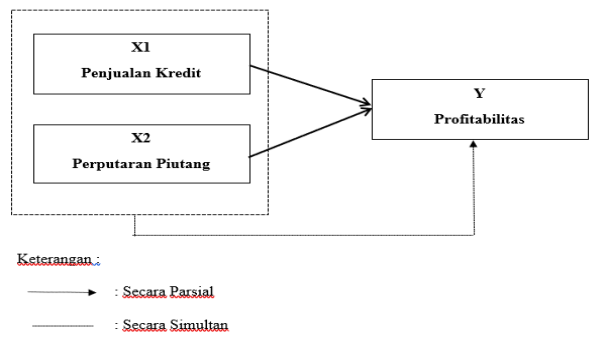 X1
Penjualan Kredit
Y
Profitabilitas
X2
Perputaran Piutang
Keterangan :
: Secara Parsial
: Secara Simultan